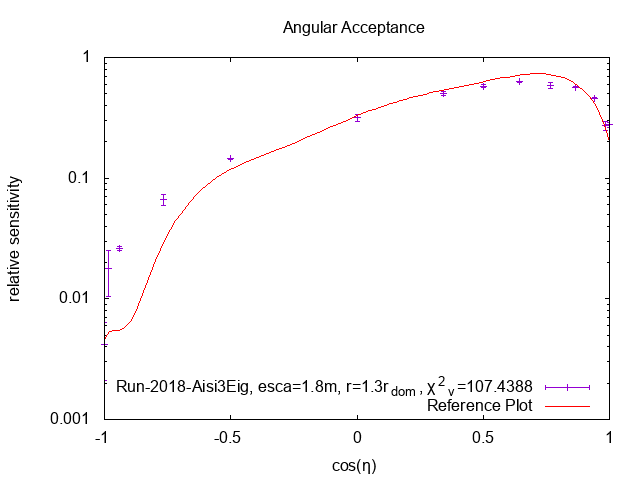 Angular Acceptance
1
0.1
0.01
0.001
relative sensitivity
Run-2018-Aisi3Eig, esca=1.8m, r=1.3r_dom, χ²_v=107.4388
Reference Plot
-1 -0.5 0 0.5 1
cos(η)